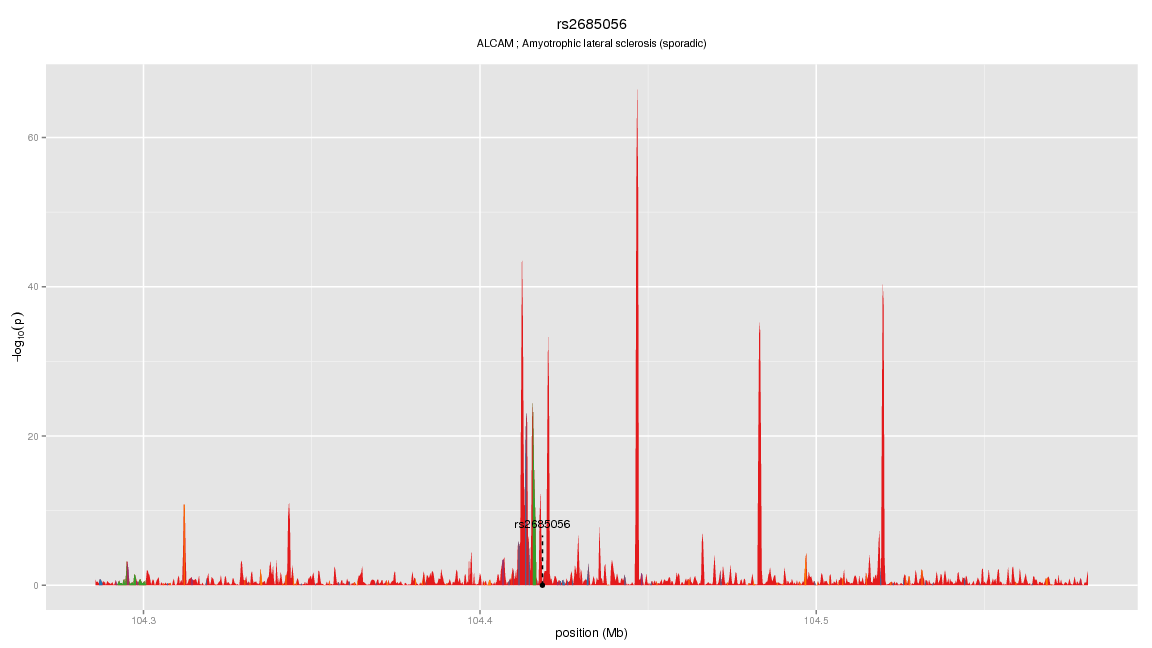 rs2685056
ALCAM ; Amyotrophic lateral sclerosis (sporadic)
60
40
20
0
−log10(p)
rs2685056
104.3 104.4 104.5
position (Mb)